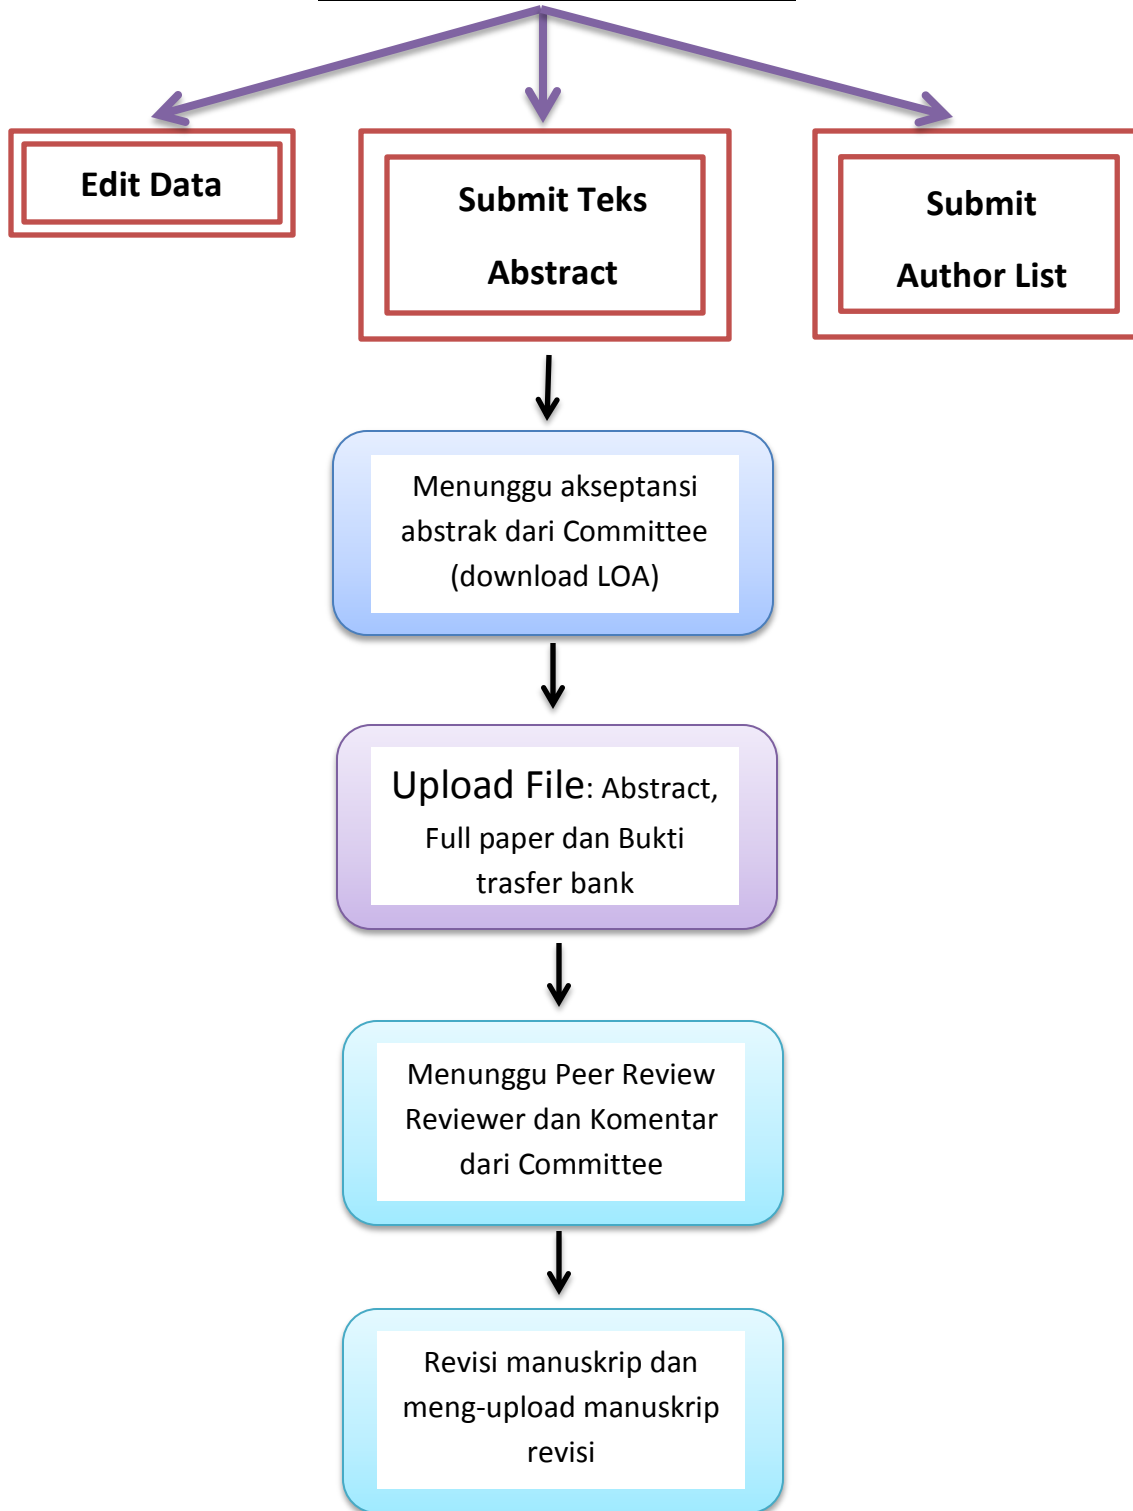 Edit Data
Submit Teks
Abstract
Submit
Author List
Menunggu akseptansi
abstrak dari Committee
(download LOA)
Upload File: Abstract,
Full paper dan Bukti
trasfer bank
Menunggu Peer Review
Reviewer dan Komentar
dari Committee
Revisi manuskrip dan
meng-upload manuskrip
revisi